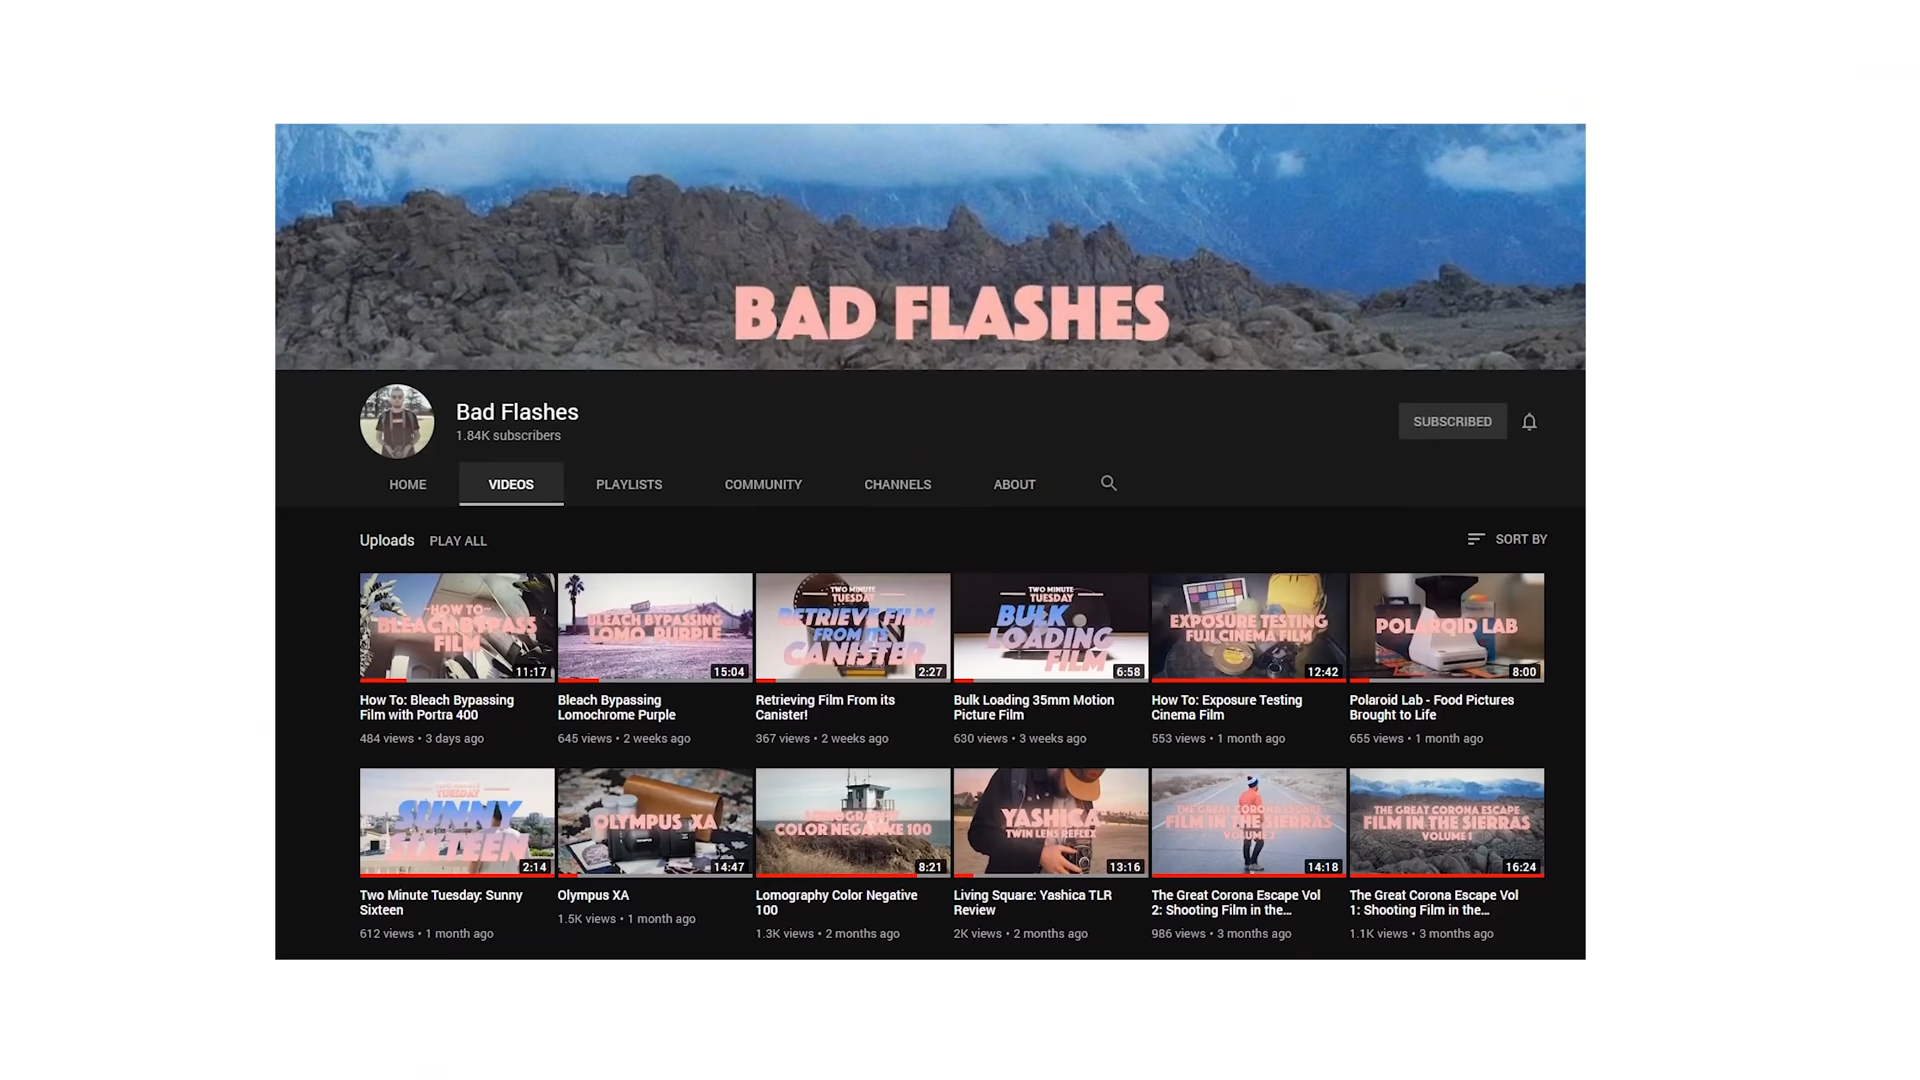 BAD FLASHES
Bad Flashes
1.84K subscribers
SUBSCRIBED
HOME VIDEOS PLAYLISTS COMMUNITY CHANNELS ABOUT
Uploads PLAY ALL
SORT BY
~HOW TO~
BLEACH BYPASS
FILM
11:17
BLEACH BYPASSING
LOMO PURPLE
15:04
TWO MINUTE
TUESDAY
RETRIEVE FILM
FROM ITS
CANISTER
2:27
TWO MINUTE
TUESDAY
BULK
LOADING
FILM
6:58
EXPOSURE TESTING
FUJI CINEMA FILM
12:42
POLAROID LAB
8:00
How To: Bleach Bypassing
Film with Portra 400
484 views • 3 days ago
Bleach Bypassing
Lomochrome Purple
645 views • 2 weeks ago
Retrieving Film From its
Canister!
367 views • 2 weeks ago
Bulk Loading 35mm Motion
Picture Film
630 views • 3 weeks ago
How To: Exposure Testing
Cinema Film
553 views • 1 month ago
Polaroid Lab - Food Pictures
Brought to Life
655 views • 1 month ago
TWO MINUTE
TUESDAY
SUNNY
SIXTEEN
2:14
OLYMPUS XA
14:47
LOMOGRAPHY
COLOR NEGATIVE 100
8:21
YASHICA
TWIN LENS REFLEX
13:16
THE GREAT CORONA ESCAPE
FILM IN THE SIERRAS
VOLUME 2
14:18
THE GREAT CORONA ESCAPE
FILM IN THE SIERRAS
VOLUME 1
16:24
Two Minute Tuesday: Sunny
Sixteen
612 views • 1 month ago
Olympus XA
1.5K views • 1 month ago
Lomography Color Negative
100
1.3K views • 2 months ago
Living Square: Yashica TLR
Review
2K views • 2 months ago
The Great Corona Escape Vol
2: Shooting Film in the...
986 views • 3 months ago
The Great Corona Escape Vol
1: Shooting Film in the...
1.1K views • 3 months ago